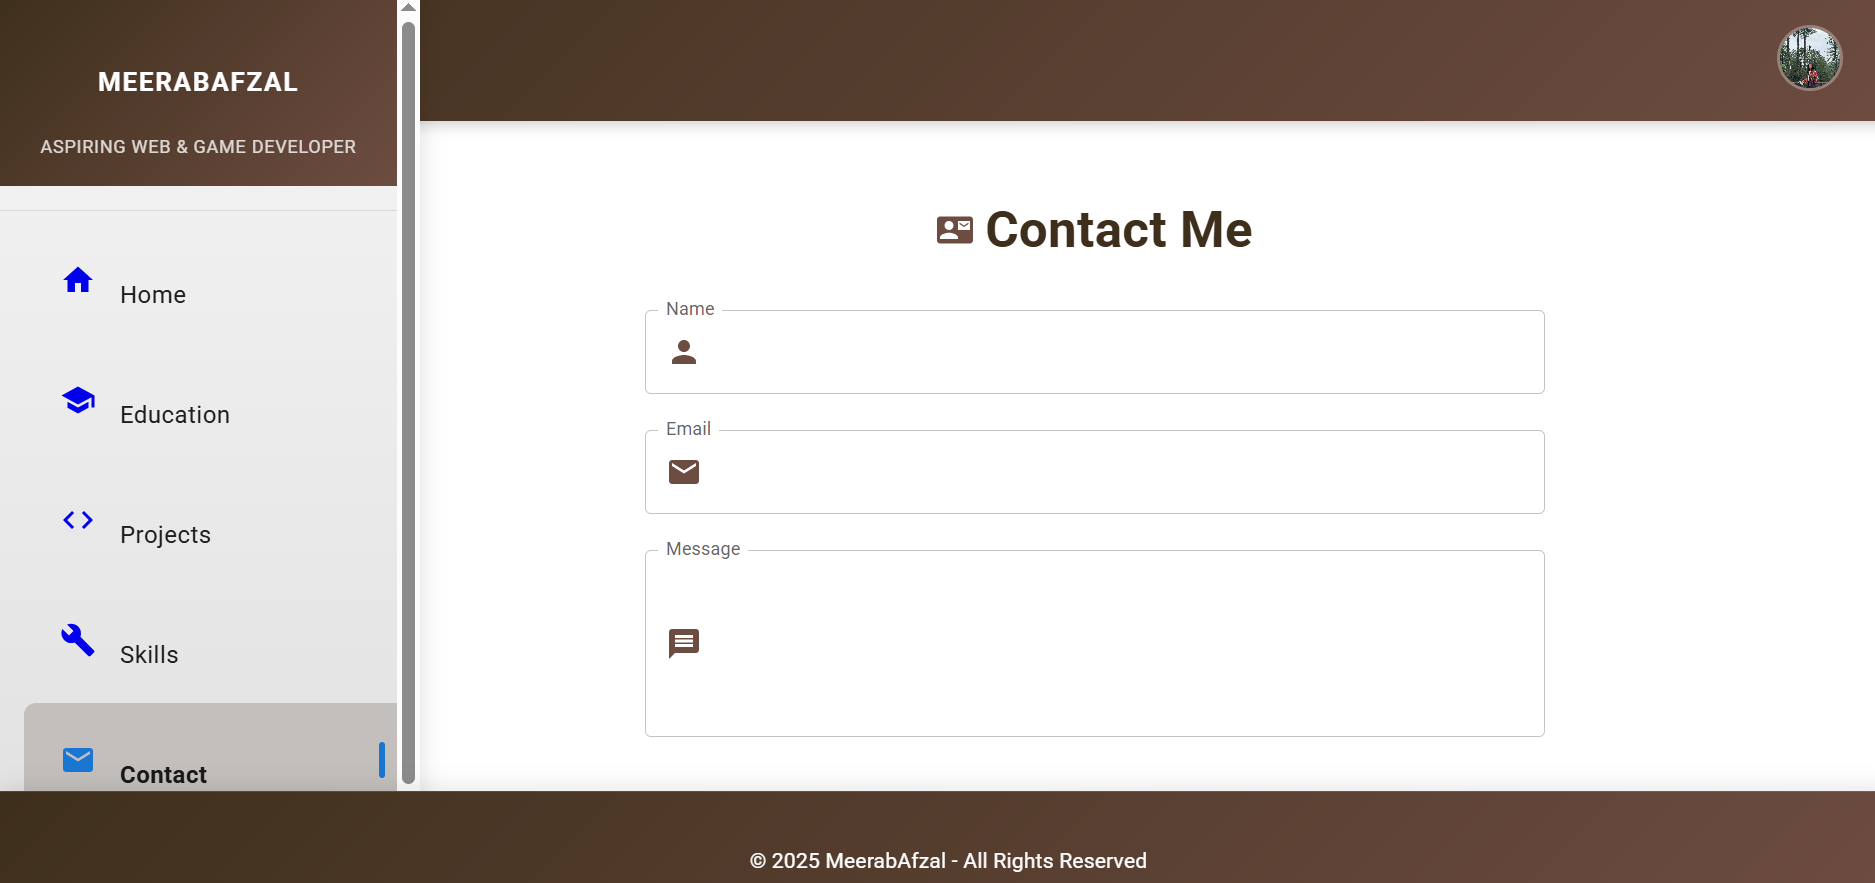 MEERABAFZAL
ASPIRING WEB & GAME DEVELOPER
Home
Education
Projects
Skills
Contact
Contact Me
Name
Email
Message
© 2025 MeerabAfzal - All Rights Reserved